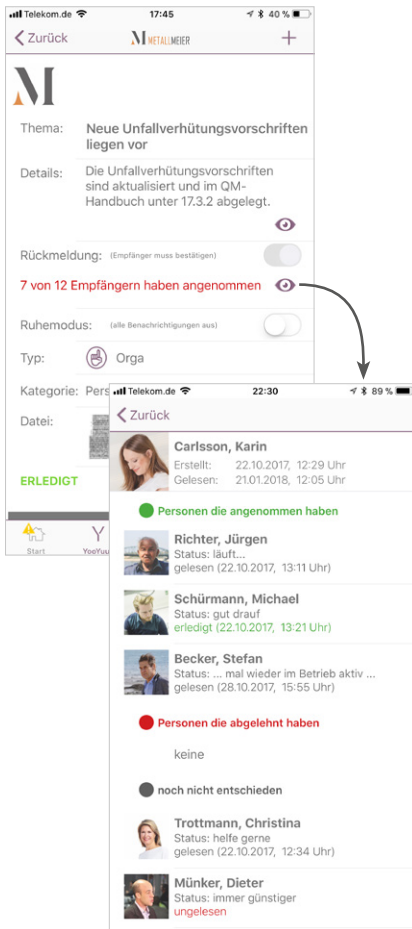 Telekom.de 17:45 40 %
Zurück METALLMEIER
M
Thema: Neue Unfallverhütungsvorschriften
liegen vor
Details: Die Unfallverhütungsvorschriften
sind aktualisiert und im QM-
Handbuch unter 17.3.2 abgelegt.
Rückmeldung: (Empfänger muss bestätigen)
7 von 12 Empfängern haben angenommen
Ruhemodus: (alle Benachrichtigungen aus)
Typ: Orga
Kategorie: Pers
Datei:
ERLEDIGT
Start YooYuu
Telekom.de 22:30 89 %
Zurück
Carlsson, Karin
Erstellt: 22.10.2017, 12:29 Uhr
Gelesen: 21.01.2018, 12:05 Uhr
Personen die angenommen haben
Richter, Jürgen
Status: läuft...
gelesen (22.10.2017, 13:11 Uhr)
Schürmann, Michael
Status: gut drauf
erledigt (22.10.2017, 13:21 Uhr)
Becker, Stefan
Status: ... mal wieder im Betrieb aktiv ...
gelesen (28.10.2017, 15:55 Uhr)
Personen die abgelehnt haben
keine
noch nicht entschieden
Trottmann, Christina
Status: helfe gerne
gelesen (22.10.2017, 12:34 Uhr)
Münker, Dieter
Status: immer günstiger
ungelesen